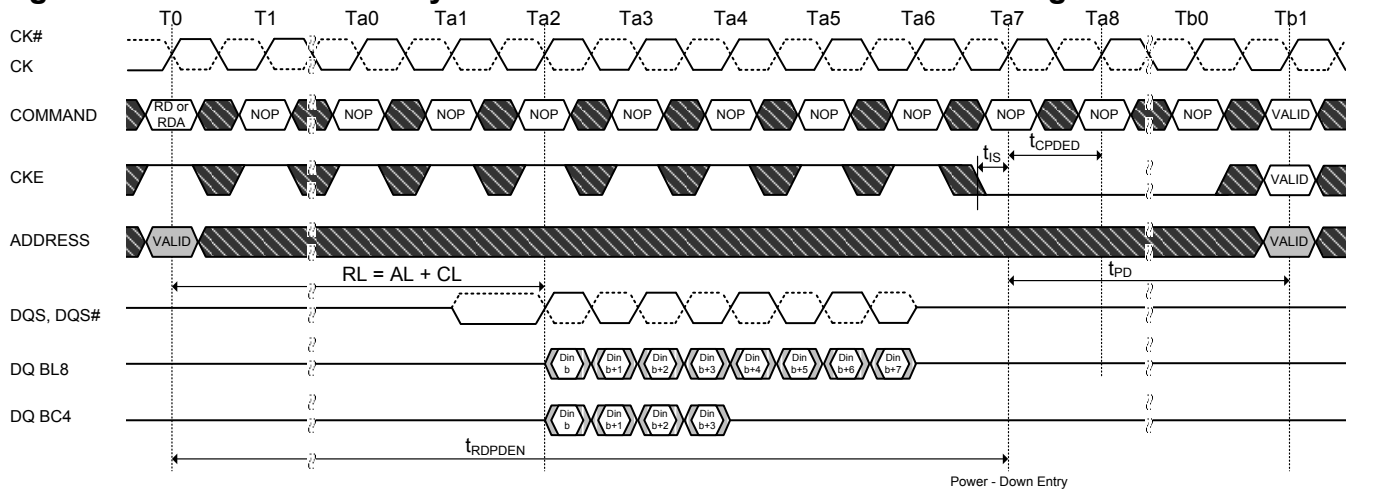 T0 T1 Ta0 Ta1 Ta2 Ta3 Ta4 Ta5 Ta6 Ta7 Ta8 Tb0 Tb1
CK#
CK
COMMAND RD or RDA NOP NOP NOP NOP NOP NOP NOP NOP NOP NOP NOP VALID
tIS tCPDED
CKE VALID
ADDRESS VALID VALID
RL = AL + CL tPD
DQS, DQS#
DQ BL8 Din b Din b+1 Din b+2 Din b+3 Din b+4 Din b+5 Din b+6 Din b+7
DQ BC4 Din b Din b+1 Din b+2 Din b+3
tRDPDEN
Power - Down Entry